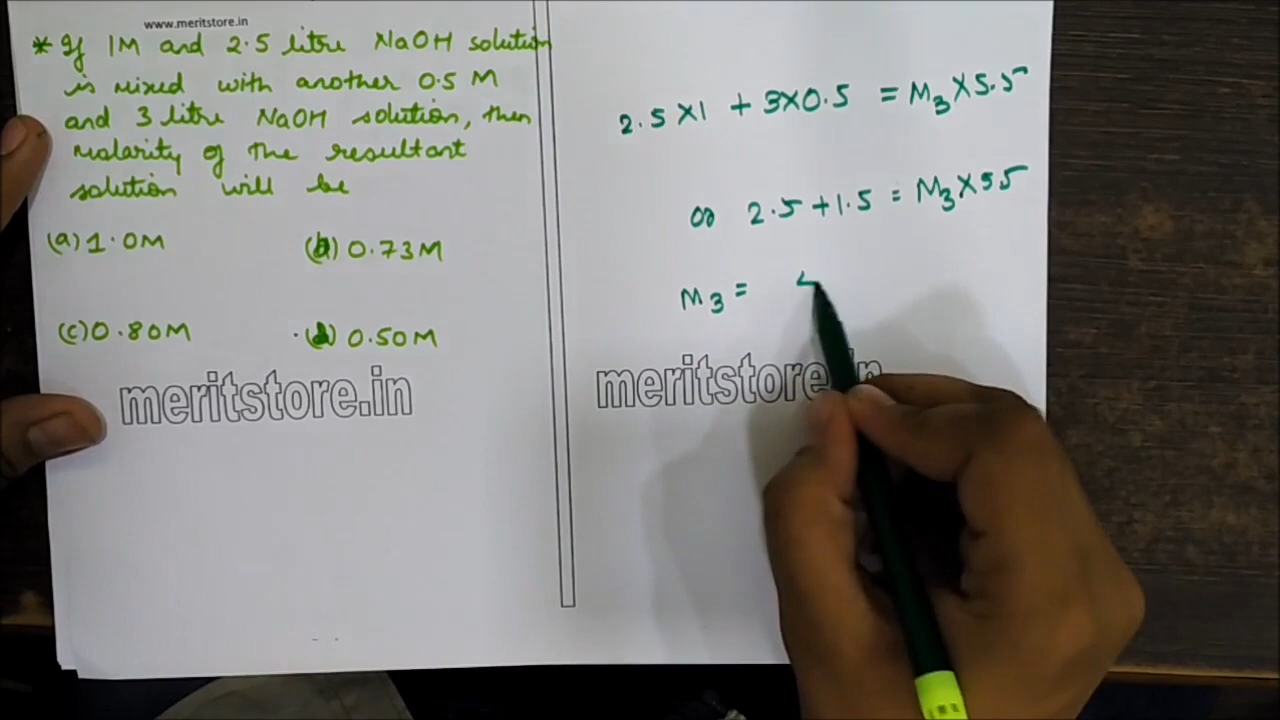 www.meritstore.in
* If 1M and 2.5 litre NaOH solution
is mixed with another 0.5 M
and 3 litre NaOH solution, then
molarity of the resultant
solution will be
(a) 1.0M (b) 0.73M
(c) 0.80M (d) 0.50M
meritstore.in
2.5 X 1 + 3X0.5 = M3 X 5.5
or 2.5 + 1.5 = M3 X 5.5
M3 =
meritstore.in